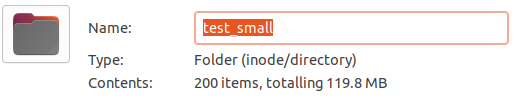 Name: test_small
Type: Folder (inode/directory)
Contents: 200 items, totalling 119.8 MB